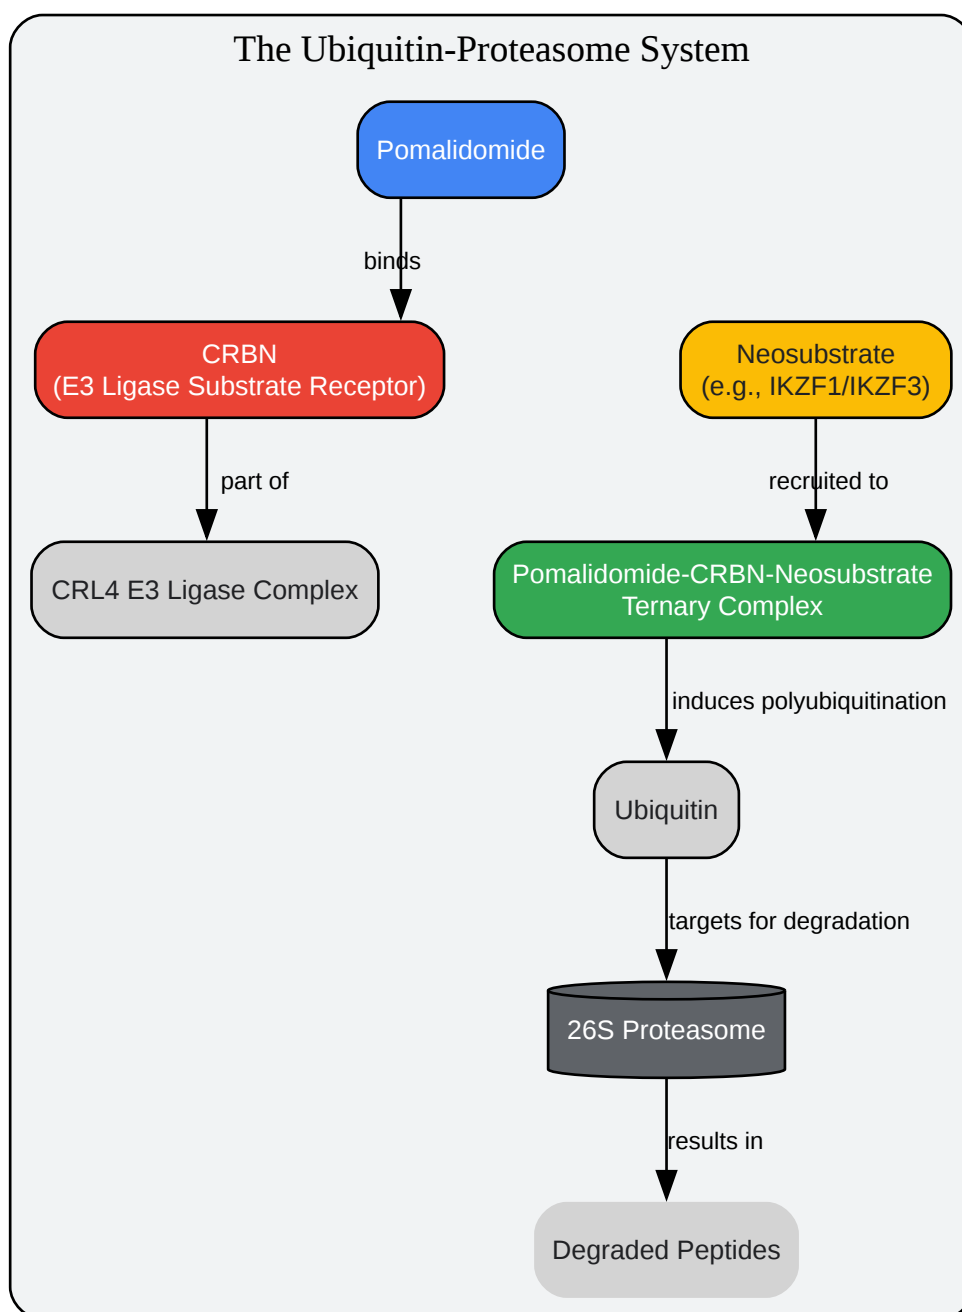 The Ubiquitin-Proteasome System
Pomalidomide
binds
CRBN
(E3 Ligase Substrate Receptor)
Neosubstrate
(e.g., IKZF1/IKZF3)
part of
recruited to
CRL4 E3 Ligase Complex
Pomalidomide-CRBN-Neosubstrate
Ternary Complex
induces polyubiquitination
Ubiquitin
targets for degradation
26S Proteasome
results in
Degraded Peptides